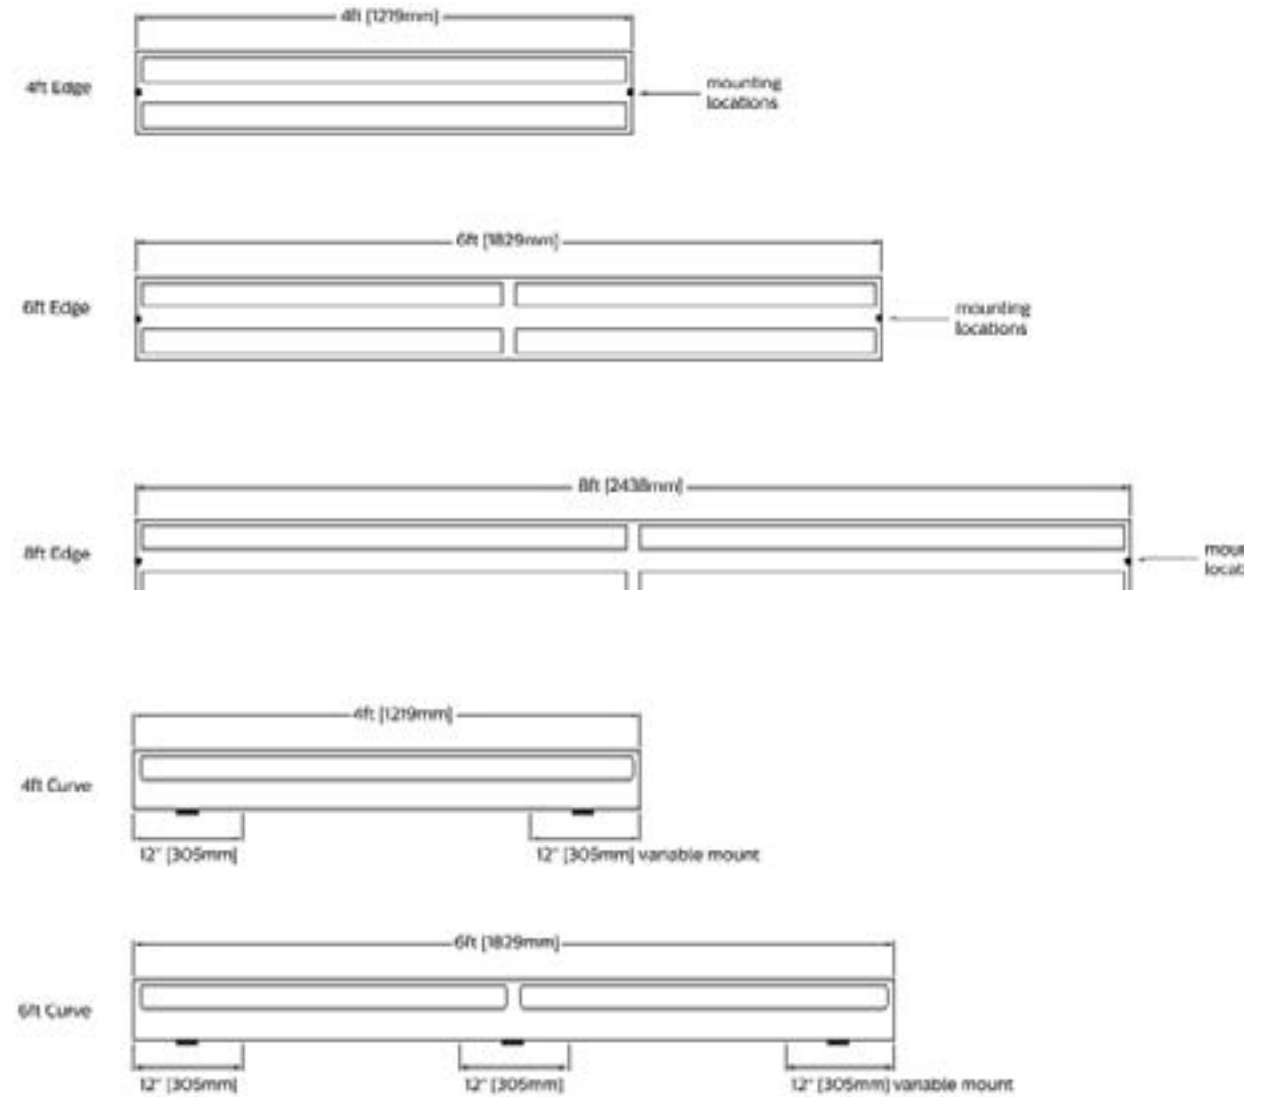 4ft [1219mm]
4ft Edge
mounting
locations
6ft [1829mm]
6ft Edge
mounting
locations
8ft [2438mm]
8ft Edge
moun
locat
4ft [1219mm]
4ft Curve
12" [305mm]
12" [305mm] variable mount
6ft [1829mm]
6ft Curve
12" [305mm]
12" [305mm]
12" [305mm] variable mount